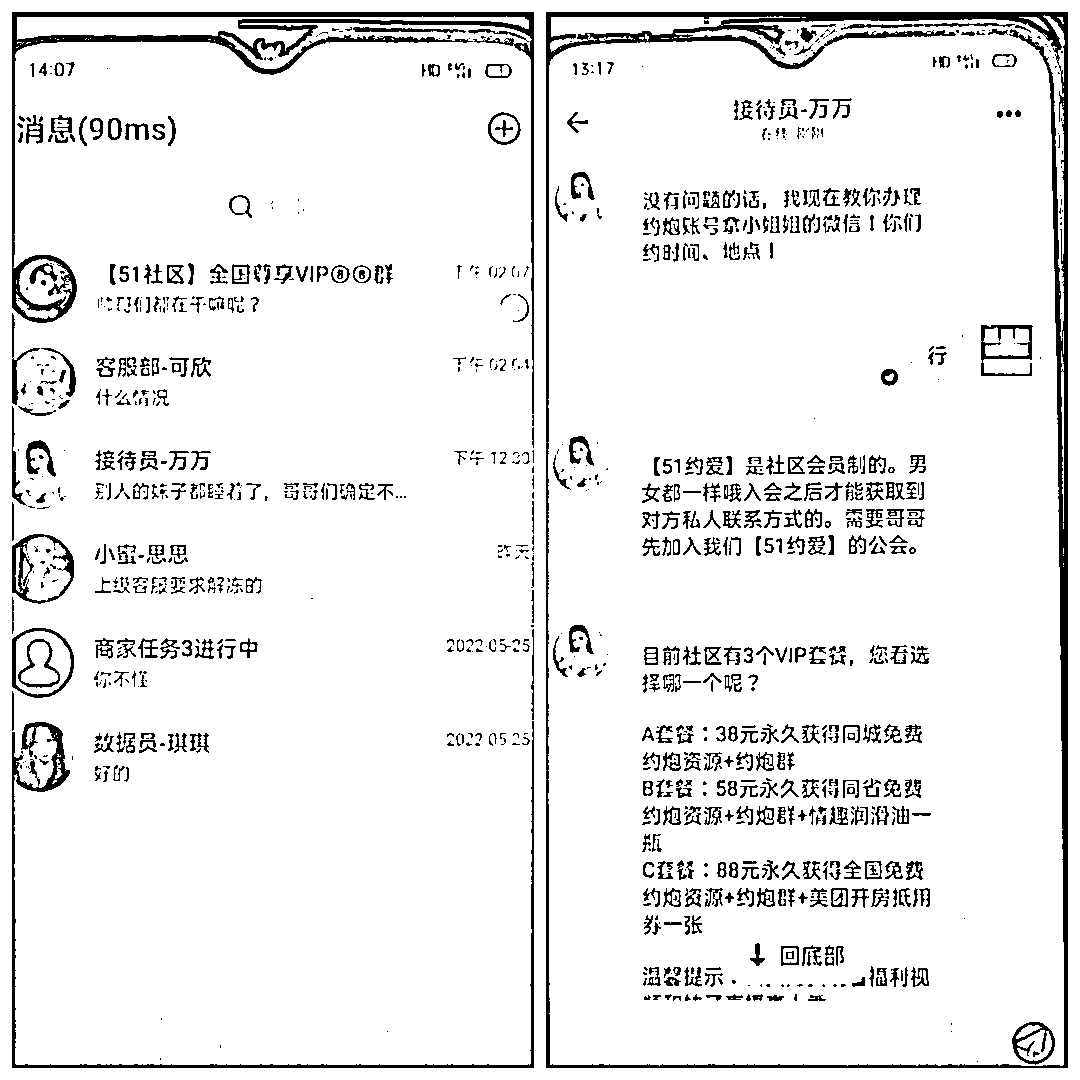 14:07
HD
消息(90ms)
【51社区】全国尊享VIP⑧⑧群
下午 02:07
们都在干嘛呢？
客服部-可欣
下午 02:04
什么情况
接待员-万万
下午 12:30
别人的妹子都睡着了，哥哥们确定不...
小蜜-思思
昨天
上级客服要求解冻的
商家任务3进行中
2022-05-25
你不懂
数据员-琪琪
2022-05-25
好的
13:17
HD
接待员-万万
在线
没有问题的话，我现在教你办理
约炮账号拿小姐姐的微信！你们
约时间、地点！
行
【51约爱】是社区会员制的。男
女都一样哦入会之后才能获取到
对方私人联系方式的。需要哥哥
先加入我们【51约爱】的公会。
目前社区有3个VIP套餐，您看选
择哪一个呢？
A套餐：38元永久获得同城免费
约炮资源+约炮群
B套餐：58元永久获得同省免费
约炮资源+约炮群+情趣润滑油一
瓶
C套餐：88元永久获得全国免费
约炮资源+约炮群+美团开房抵用
券一张
回底部
温馨提示
福利视